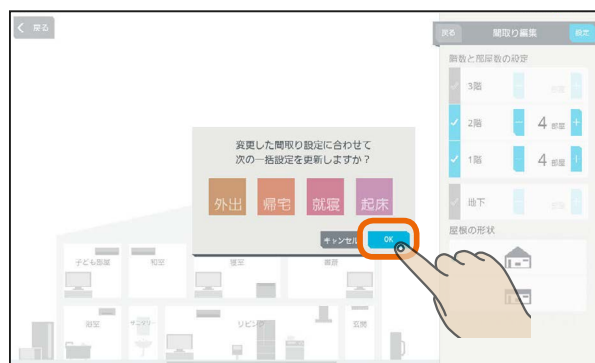 戻る
戻る
間取り編集
設定
階数と部屋数の設定
3階
2階
4 部屋
1階
4 部屋
地下
屋根の形状
変更した間取り設定に合わせて
次の一括設定を更新しますか？
外出
帰宅
就寝
起床
キャンセル
OK
子ども部屋
和室
寝室
書斎
浴室
サニタリー
リビング
玄関